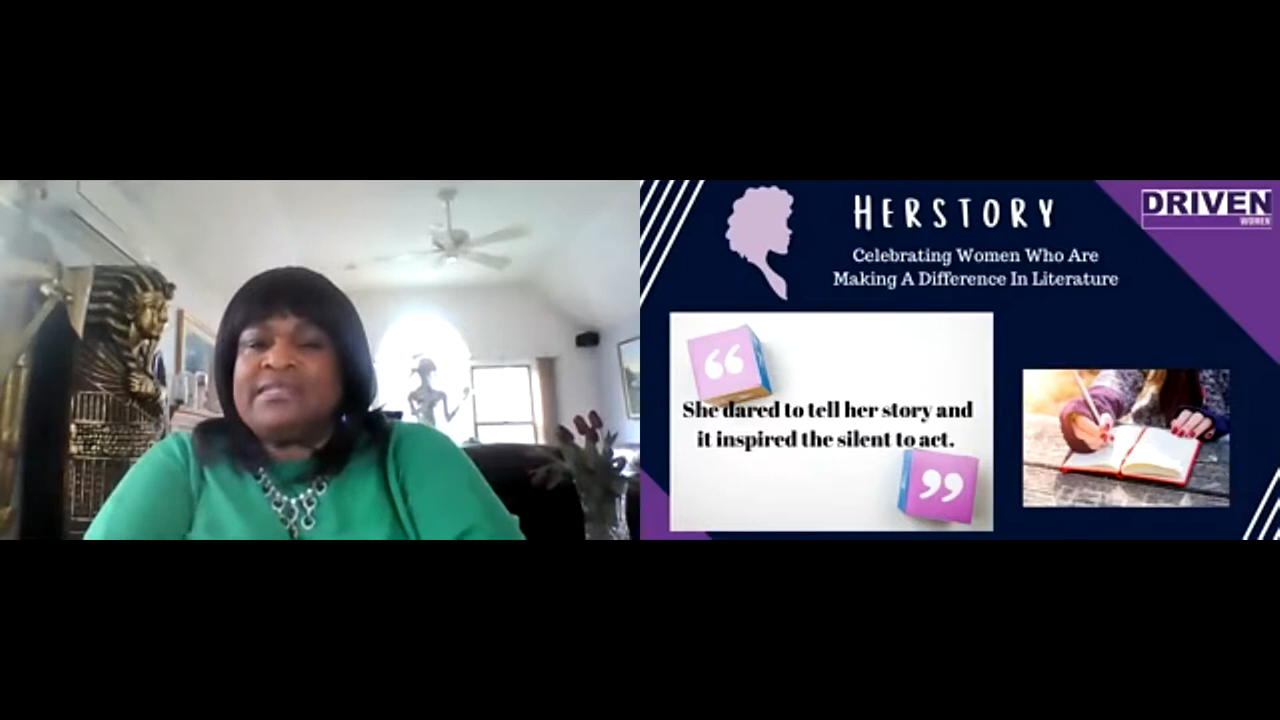 HERSTORY
DRIVEN
WOMEN
Celebrating Women Who Are
Making A Difference In Literature
“
She dared to tell her story and
it inspired the silent to act.
”